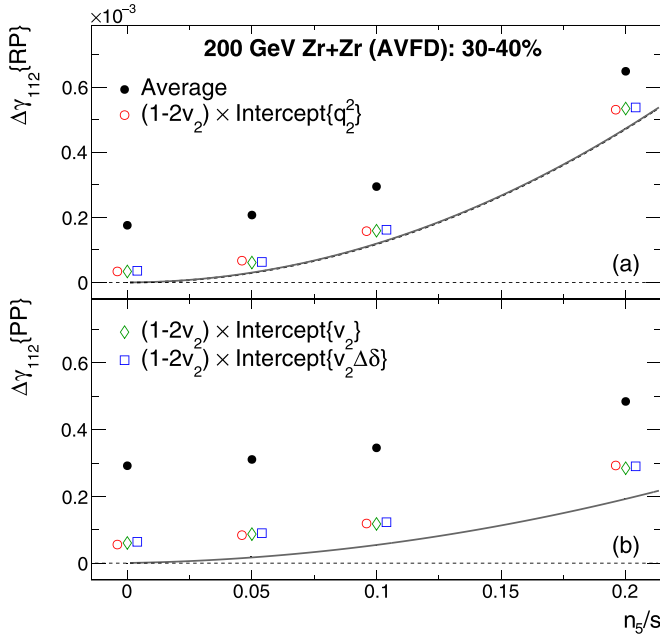 ×10⁻³
200 GeV Zr+Zr (AVFD): 30-40%
Δγ₁₁₂{RP}
Average
(1-2v₂) × Intercept{q₂²}
0.6
0.4
0.2
0
(a)
Δγ₁₁₂{PP}
(1-2v₂) × Intercept{v₂}
(1-2v₂) × Intercept{v₂Δδ}
0.6
0.4
0.2
0
(b)
0 0.05 0.1 0.15 0.2
n₅/s